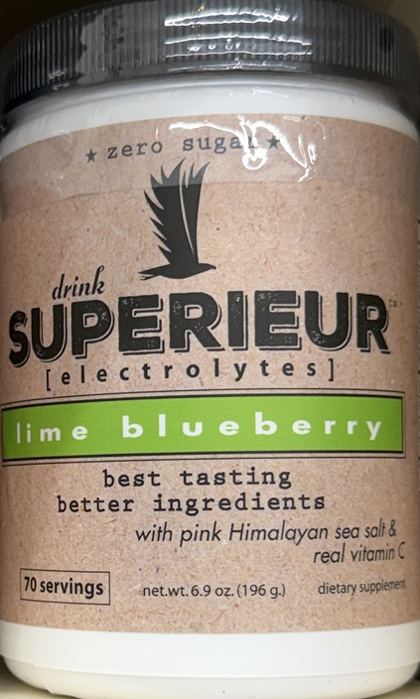 ★ zero sugar ★
drink
SUPERIEUR
[electrolytes]
lime blueberry
best tasting
better ingredients
with pink Himalayan sea salt &
real vitamin C
70 servings net.wt. 6.9 oz. (196 g.) dietary supplement